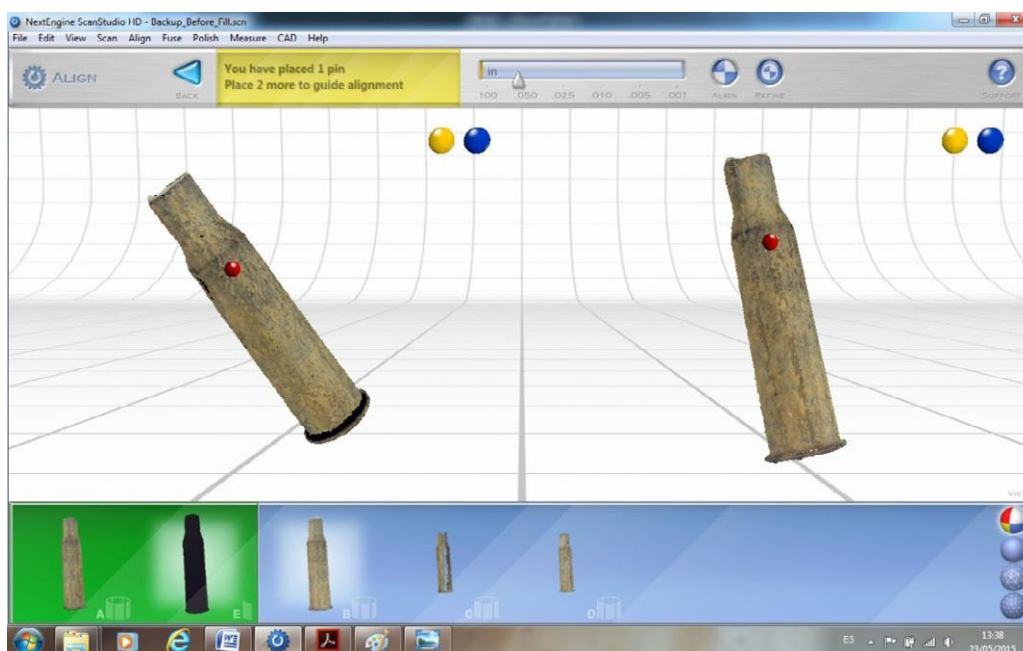 NextEngine ScanStudio HD - Backup_Before_Fill.scn
File Edit View Scan Align Fuse Polish Measure CAD Help
ALIGN
BACK
You have placed 1 pin
Place 2 more to guide alignment
in
.100 .050 .025 .010 .005 .001
ALIGN REFINE
SUPPORT
A E B C D
ES 13:38
23/05/2015